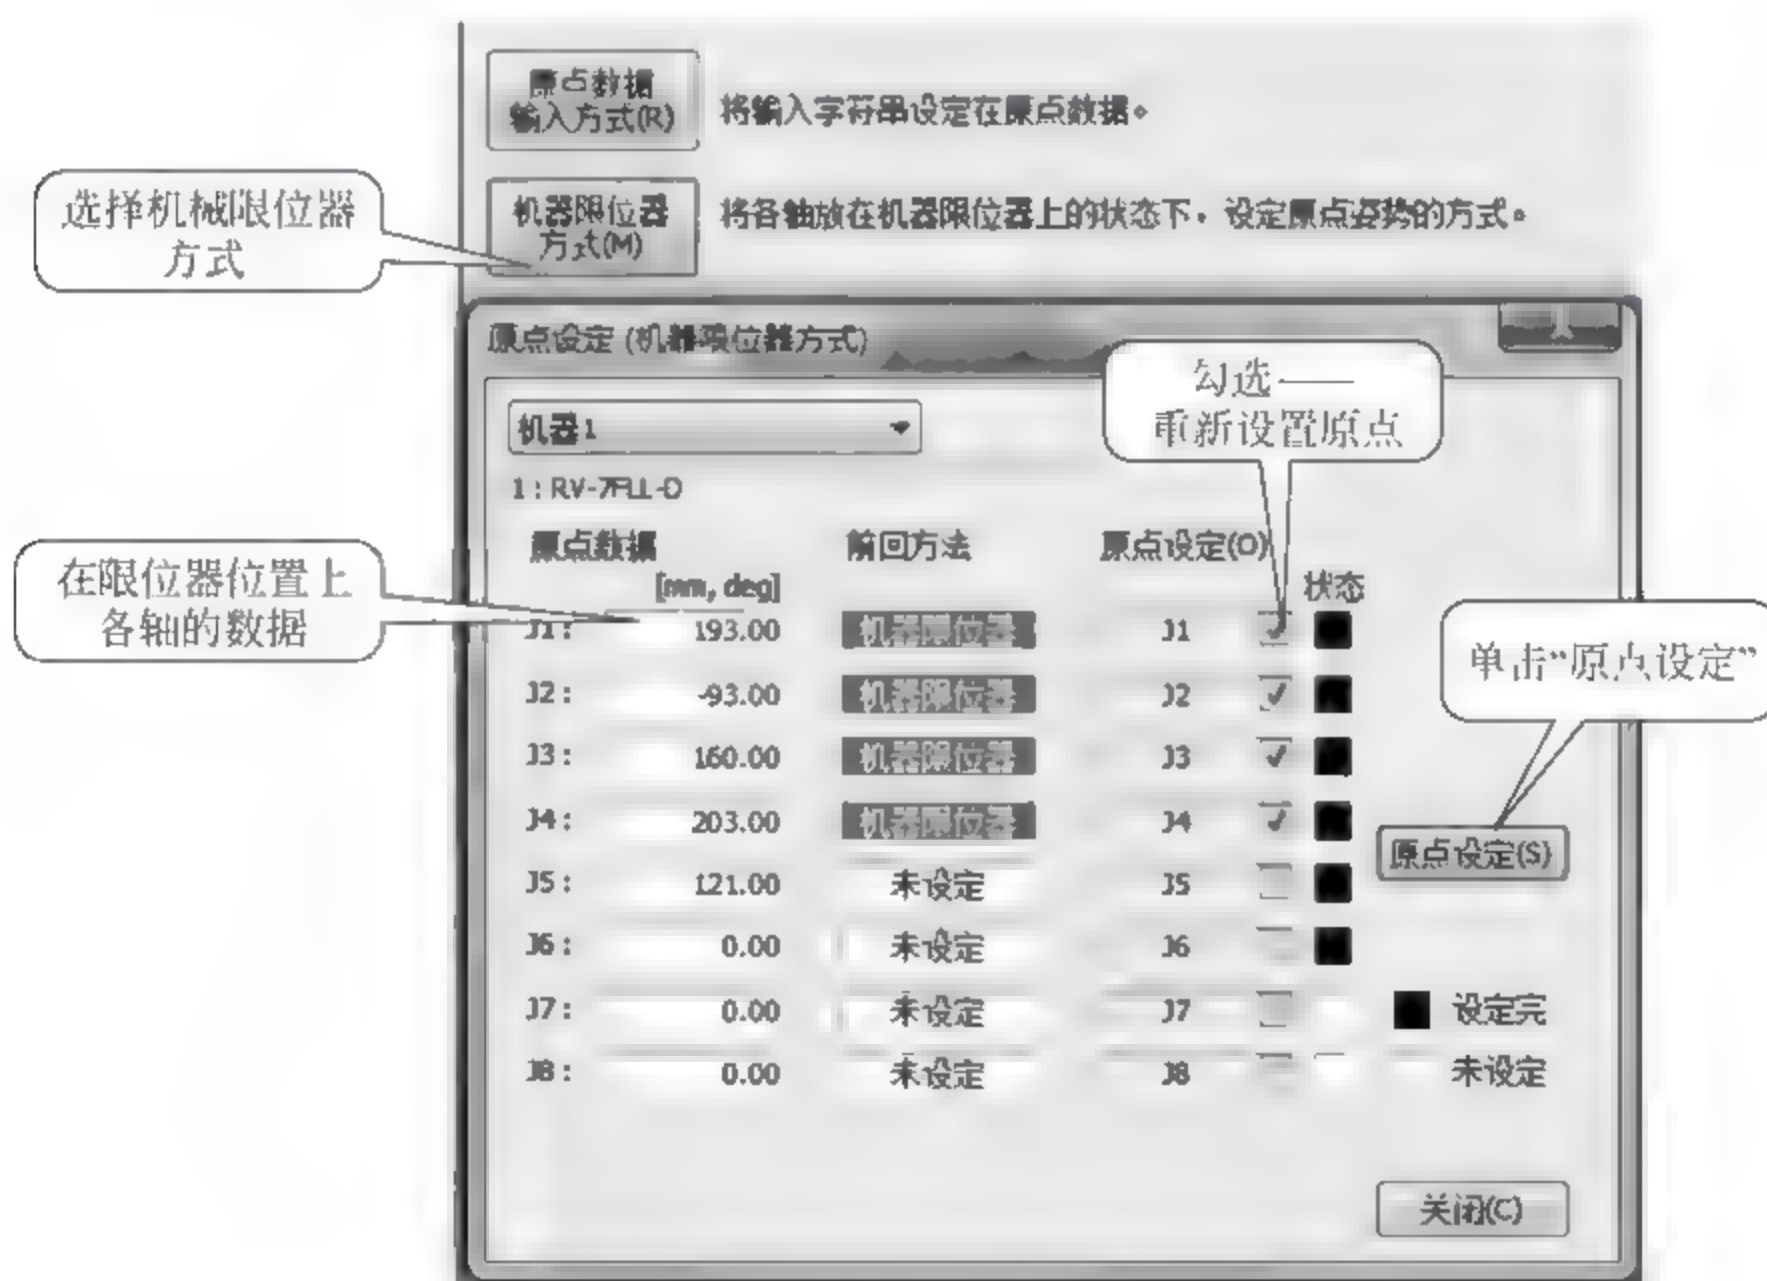 原点数据
输入方式(R)
将输入字符串设定在原点数据。
选择机械限位器
方式
机器限位器
方式(M)
将各轴放在机器限位器上的状态下，设定原点姿势的方式。
原点设定 (机器限位器方式)
勾选——
重新设置原点
机器1
1：RV-7FLL-D
原点数据 前回方法 原点设定(O)
[mm, deg] 状态
在限位器位置上
各轴的数据
J1： 193.00 机器限位器 J1
J2： -93.00 机器限位器 J2
J3： 160.00 机器限位器 J3
J4： 203.00 机器限位器 J4
J5： 121.00 未设定 J5
J6： 0.00 未设定 J6
J7： 0.00 未设定 J7
J8： 0.00 未设定 J8
单击“原点设定”
原点设定(S)
设定完
未设定
关闭(C)